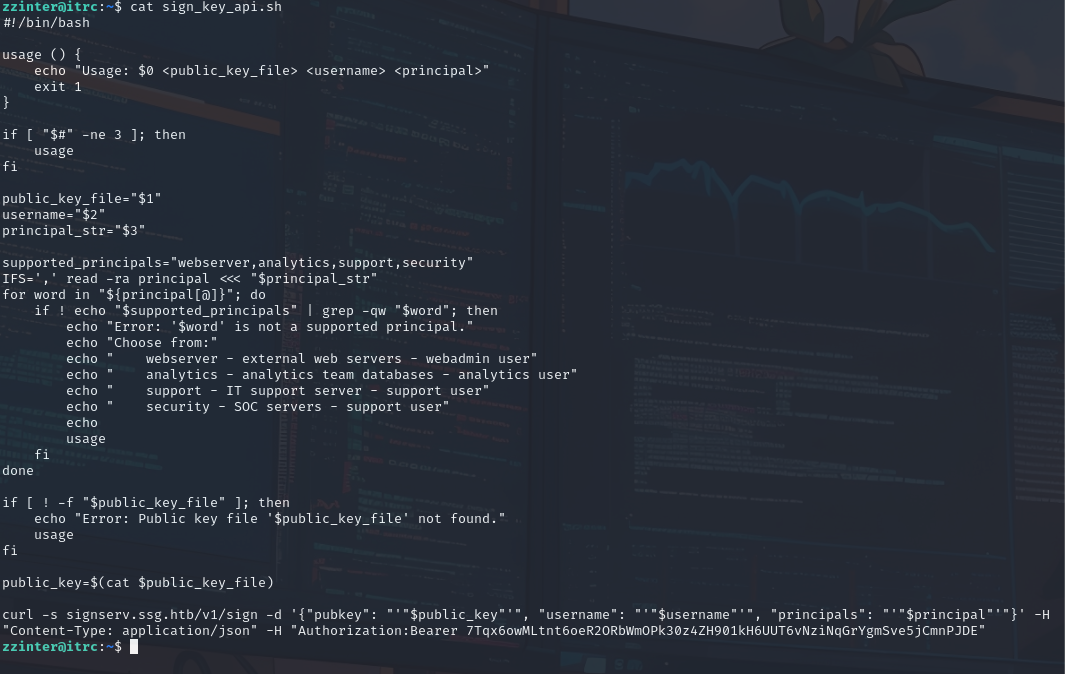 zzinter@itrc:~$ cat sign_key_api.sh
#!/bin/bash

usage () {
    echo "Usage: $0 <public_key_file> <username> <principal>"
    exit 1
}

if [ "$#" -ne 3 ]; then
    usage
fi

public_key_file="$1"
username="$2"
principal_str="$3"

supported_principals="webserver,analytics,support,security"
IFS=',' read -ra principal <<< "$principal_str"
for word in "${principal[@]}"; do
    if ! echo "$supported_principals" | grep -qw "$word"; then
        echo "Error: '$word' is not a supported principal."
        echo "Choose from:"
        echo "    webserver - external web servers - webadmin user"
        echo "    analytics - analytics team databases - analytics user"
        echo "    support - IT support server - support user"
        echo "    security - SOC servers - support user"
        echo
        usage
    fi
done

if [ ! -f "$public_key_file" ]; then
    echo "Error: Public key file '$public_key_file' not found."
    usage
fi

public_key=$(cat $public_key_file)

curl -s signserv.ssg.htb/v1/sign -d '{"pubkey": "'"$public_key"'", "username": "'"$username"'", "principals": "'"$principal"'"}' -H
"Content-Type: application/json" -H "Authorization:Bearer 7Tqx6owMLtnt6oeR2ORbWmOPk30z4ZH901kH6UUT6vNziNqGrYgmSve5jCmnPJDE"
zzinter@itrc:~$